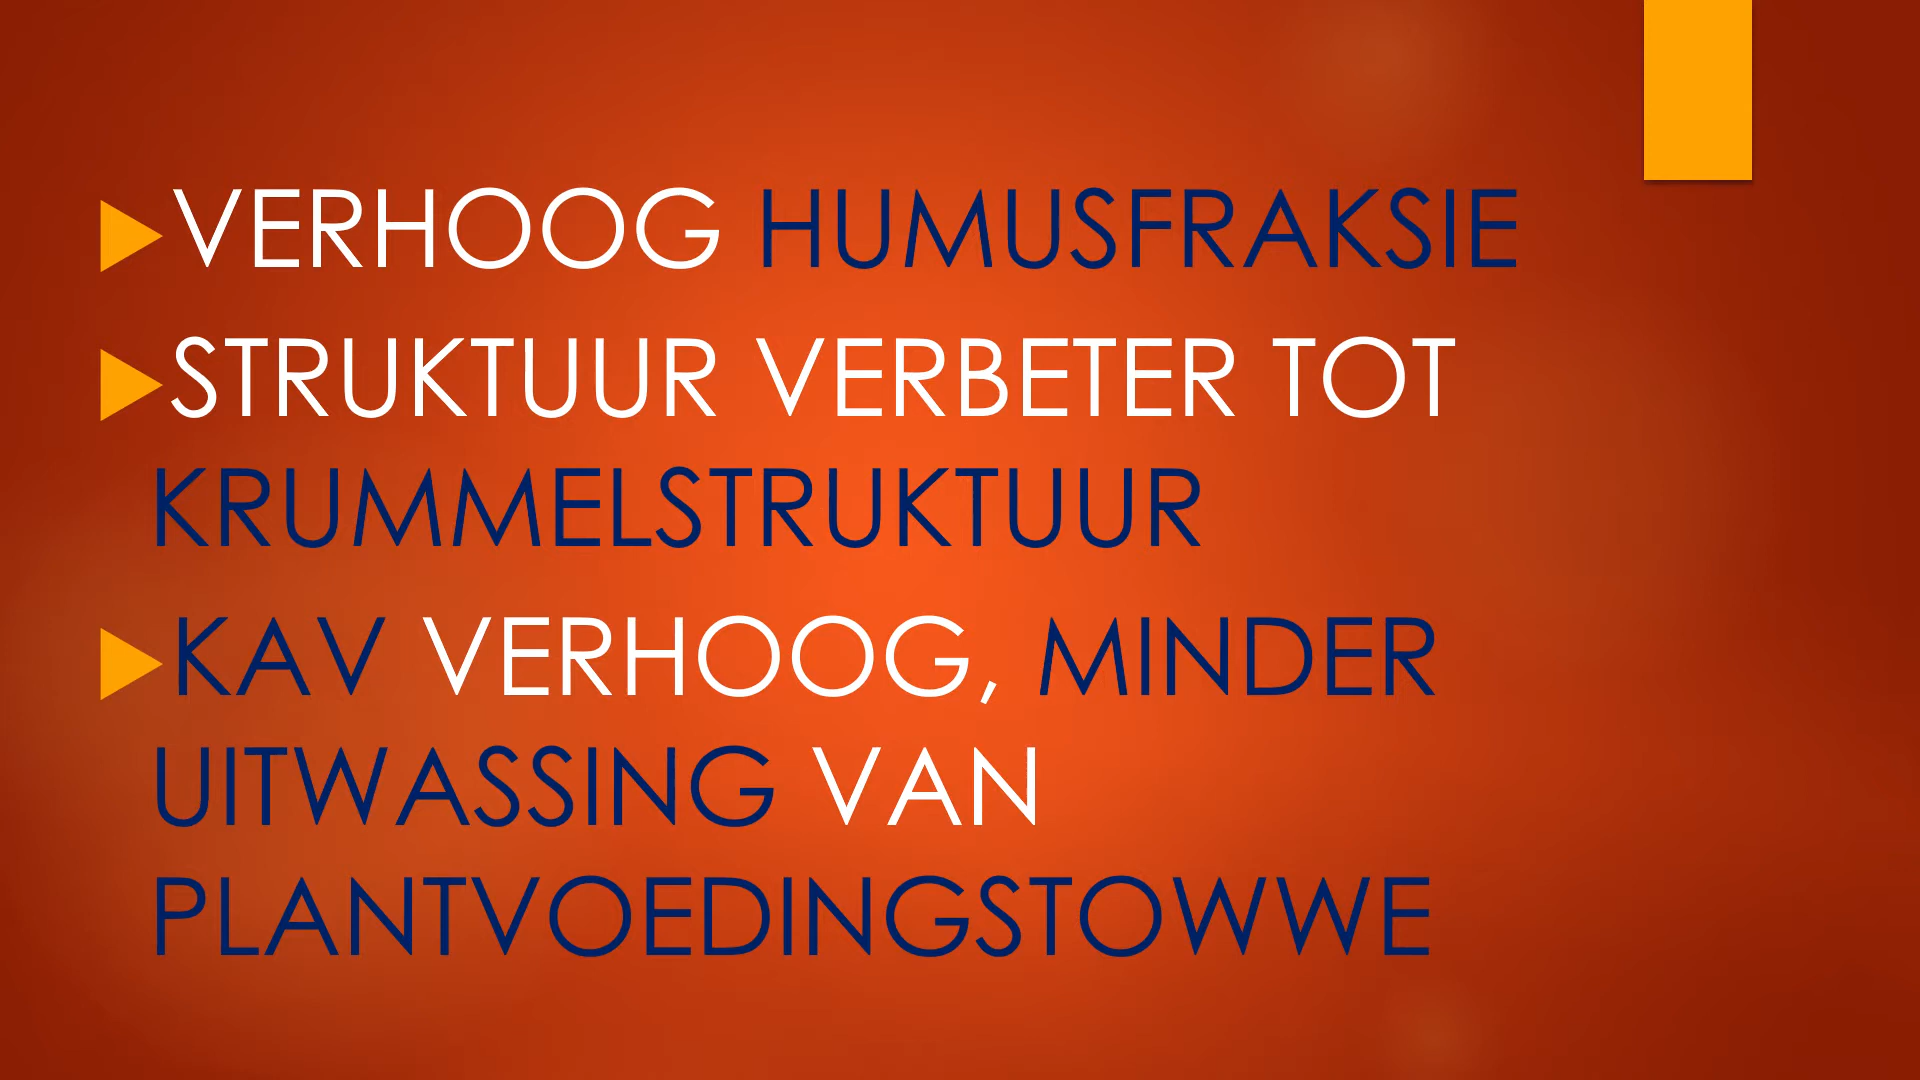 VERHOOG HUMUSFRAKSIE
STRUKTUUR VERBETER TOT
KRUMMELSTRUKTUUR
KAV VERHOOG, MINDER
UITWASSING VAN
PLANTVOEDINGSTOWWE